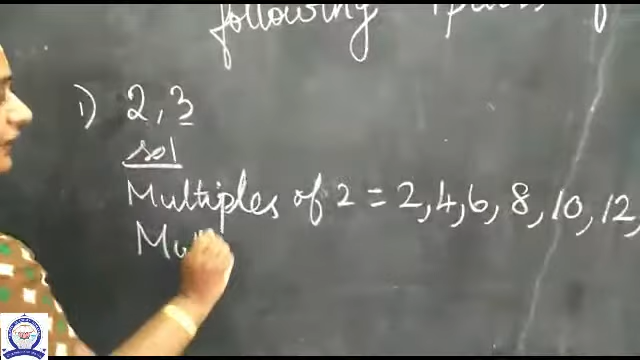 following
1) 2, 3
sol
Multiples of 2 = 2, 4, 6, 8, 10, 12,
Mu